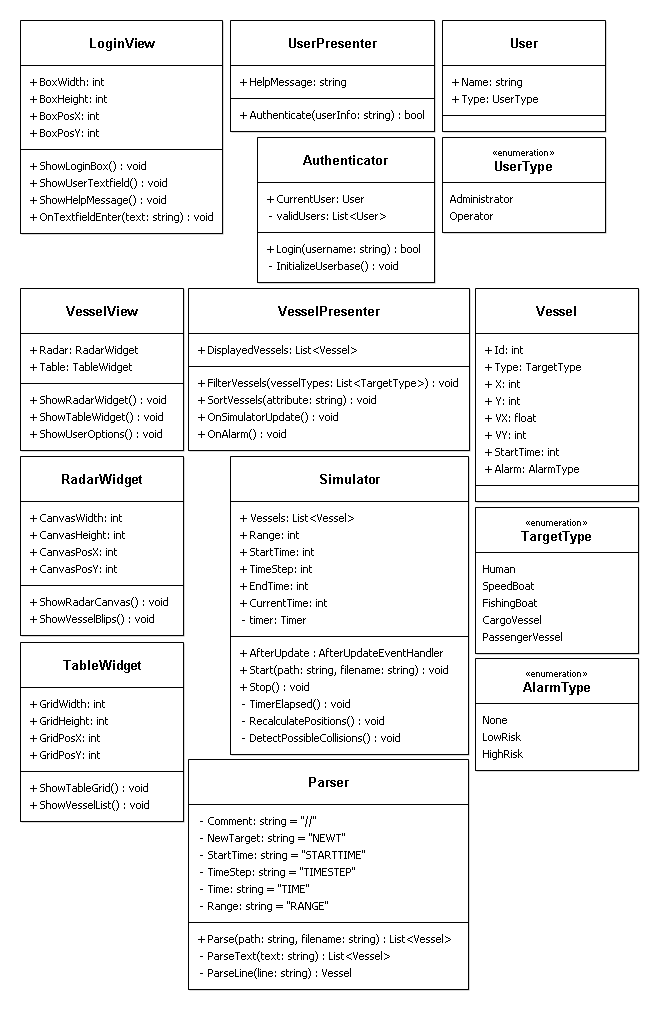 LoginView
+ BoxWidth: int
+ BoxHeight: int
+ BoxPosX: int
+ BoxPosY: int
+ ShowLoginBox() : void
+ ShowUserTextfield() : void
+ ShowHelpMessage() : void
+ OnTextfieldEnter(text: string) : void
UserPresenter
+ HelpMessage: string
+ Authenticate(userInfo: string) : bool
User
+ Name: string
+ Type: UserType
Authenticator
+ CurrentUser: User
- validUsers: List<User>
+ Login(username: string) : bool
- InitializeUserbase() : void
«enumeration»
UserType
Administrator
Operator
VesselView
+ Radar: RadarWidget
+ Table: TableWidget
+ ShowRadarWidget() : void
+ ShowTableWidget() : void
+ ShowUserOptions() : void
VesselPresenter
+ DisplayedVessels: List<Vessel>
+ FilterVessels(vesselTypes: List<TargetType>) : void
+ SortVessels(attribute: string) : void
+ OnSimulatorUpdate() : void
+ OnAlarm() : void
Vessel
+ Id: int
+ Type: TargetType
+ X: int
+ Y: int
+ VX: float
+ VY: int
+ StartTime: int
+ Alarm: AlarmType
RadarWidget
+ CanvasWidth: int
+ CanvasHeight: int
+ CanvasPosX: int
+ CanvasPosY: int
+ ShowRadarCanvas() : void
+ ShowVesselBlips() : void
Simulator
+ Vessels: List<Vessel>
+ Range: int
+ StartTime: int
+ TimeStep: int
+ EndTime: int
+ CurrentTime: int
- timer: Timer
+ AfterUpdate : AfterUpdateEventHandler
+ Start(path: string, filename: string) : void
+ Stop() : void
- TimerElapsed() : void
- RecalculatePositions() : void
- DetectPossibleCollisions() : void
«enumeration»
TargetType
Human
SpeedBoat
FishingBoat
CargoVessel
PassengerVessel
TableWidget
+ GridWidth: int
+ GridHeight: int
+ GridPosX: int
+ GridPosY: int
+ ShowTableGrid() : void
+ ShowVesselList() : void
«enumeration»
AlarmType
None
LowRisk
HighRisk
Parser
- Comment: string = "//"
- NewTarget: string = "NEWT"
- StartTime: string = "STARTTIME"
- TimeStep: string = "TIMESTEP"
- Time: string = "TIME"
- Range: string = "RANGE"
+ Parse(path: string, filename: string) : List<Vessel>
- ParseText(text: string) : List<Vessel>
- ParseLine(line: string) : Vessel